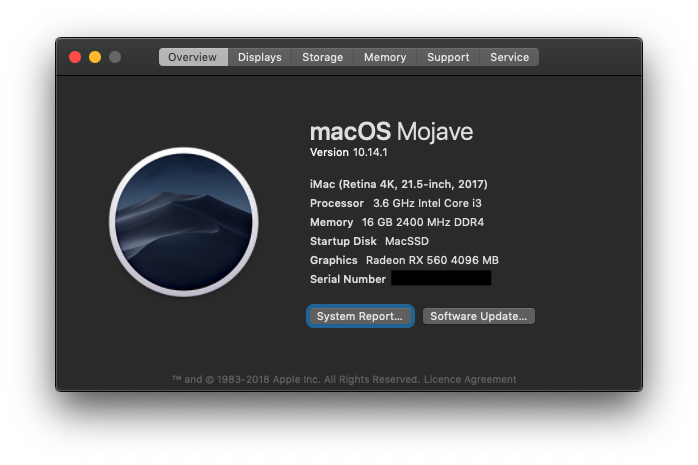 Overview Displays Storage Memory Support Service
macOS Mojave
Version 10.14.1
iMac (Retina 4K, 21.5-inch, 2017)
Processor 3.6 GHz Intel Core i3
Memory 16 GB 2400 MHz DDR4
Startup Disk MacSSD
Graphics Radeon RX 560 4096 MB
Serial Number
System Report... Software Update...
™ and © 1983-2018 Apple Inc. All Rights Reserved. Licence Agreement